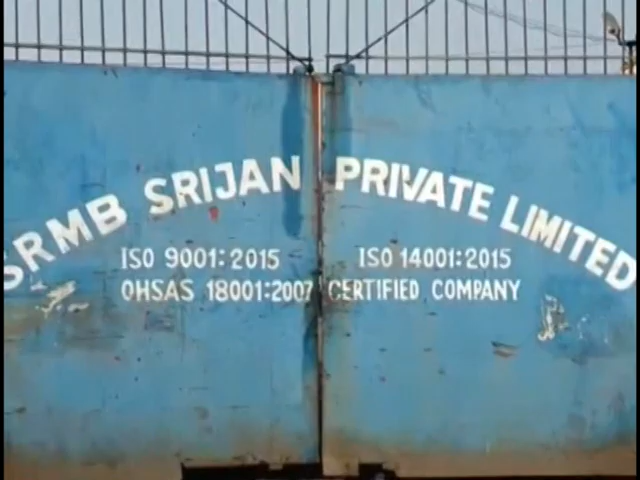 SRMB SRIJAN PRIVATE LIMITED
ISO 9001:2015 ISO 14001:2015
OHSAS 18001:2007 CERTIFIED COMPANY